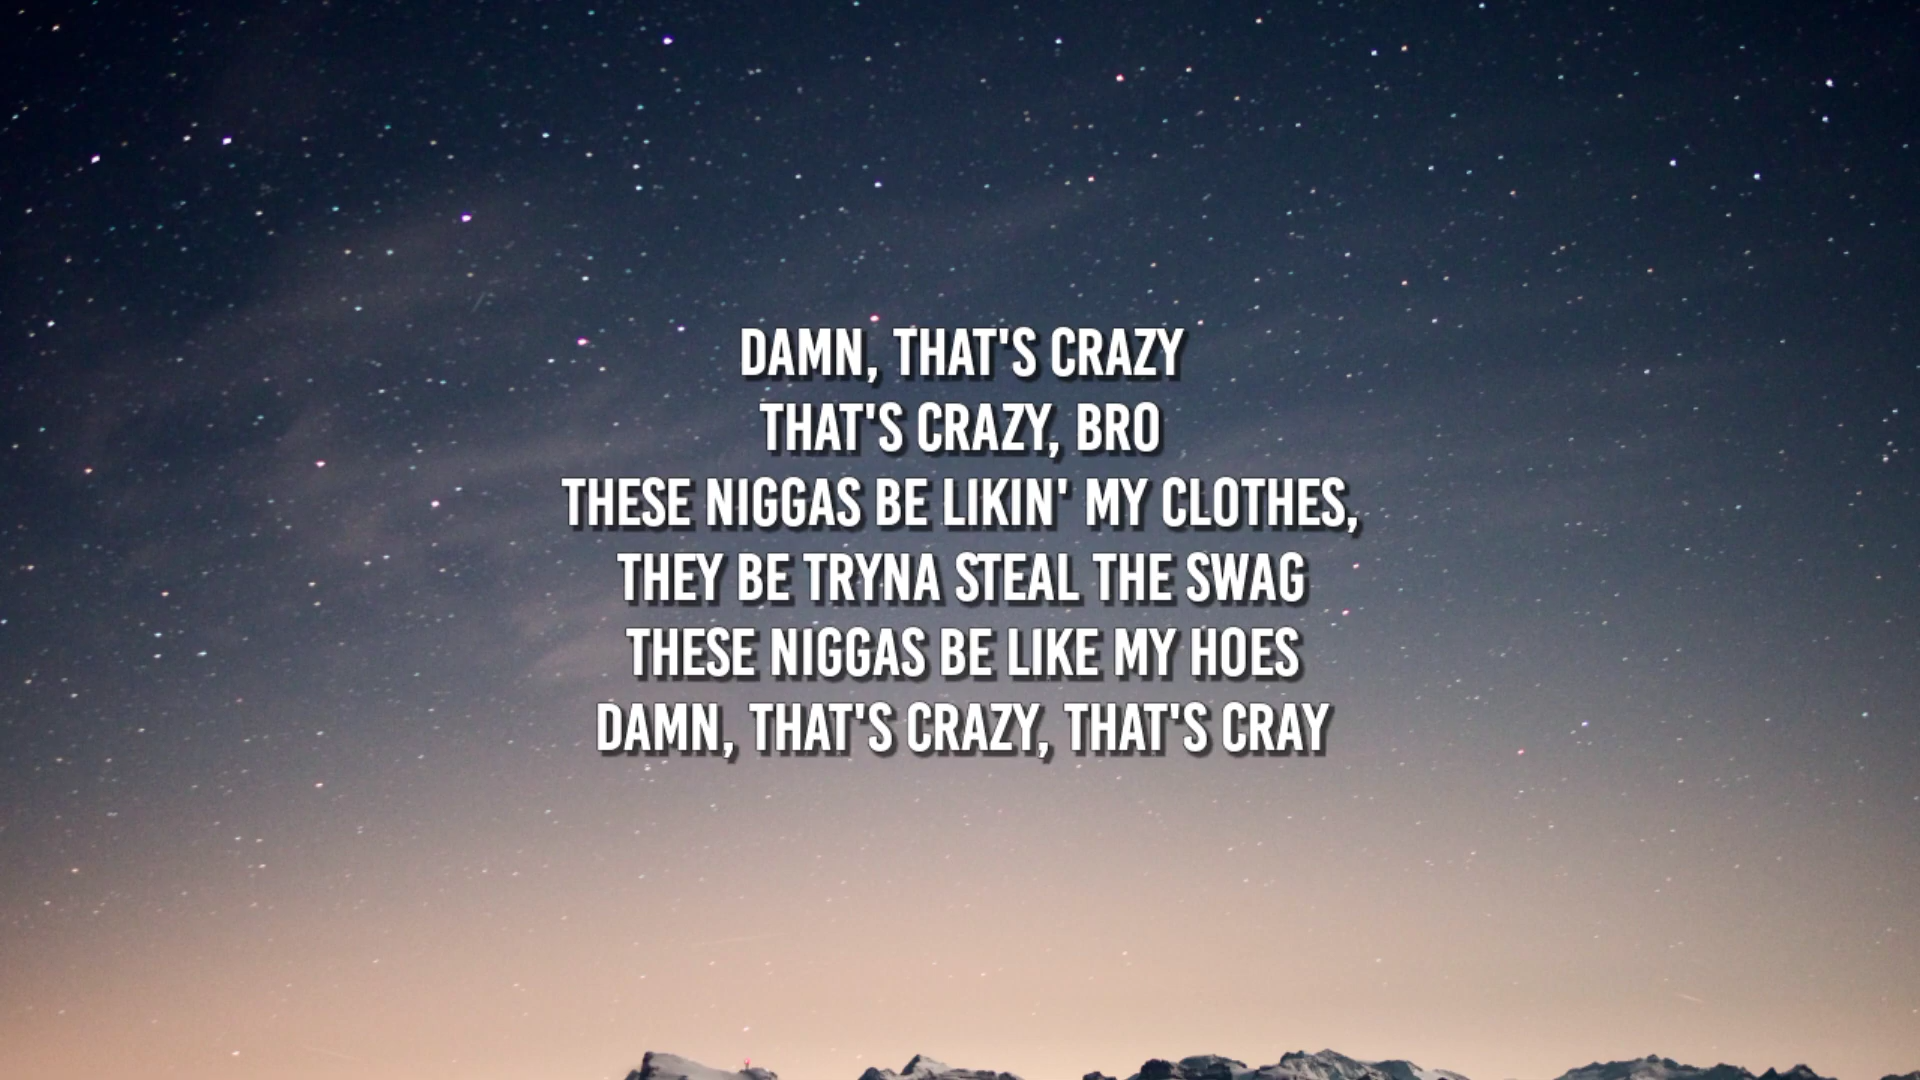 DAMN, THAT'S CRAZY
THAT'S CRAZY, BRO
THESE NIGGAS BE LIKIN' MY CLOTHES,
THEY BE TRYNA STEAL THE SWAG
THESE NIGGAS BE LIKE MY HOES
DAMN, THAT'S CRAZY, THAT'S CRAY